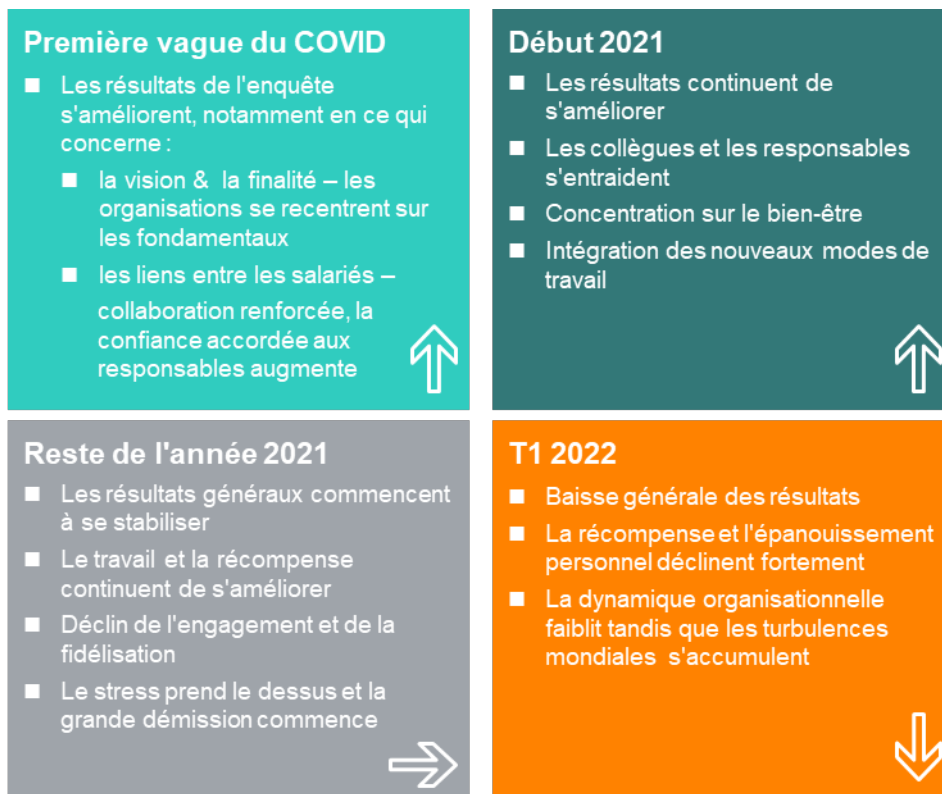 Première vague du COVID
■ Les résultats de l'enquête
s'améliorent, notamment en ce qui
concerne :
■ la vision & la finalité – les
organisations se recentrent sur
les fondamentaux
■ les liens entre les salariés –
collaboration renforcée, la
confiance accordée aux
responsables augmente
Début 2021
■ Les résultats continuent de
s'améliorer
■ Les collègues et les responsables
s'entraident
■ Concentration sur le bien-être
■ Intégration des nouveaux modes de
travail
Reste de l'année 2021
■ Les résultats généraux commencent
à se stabiliser
■ Le travail et la récompense
continuent de s'améliorer
■ Déclin de l'engagement et de la
fidélisation
■ Le stress prend le dessus et la
grande démission commence
T1 2022
■ Baisse générale des résultats
■ La récompense et l'épanouissement
personnel déclinent fortement
■ La dynamique organisationnelle
faiblit tandis que les turbulences
mondiales s'accumulent